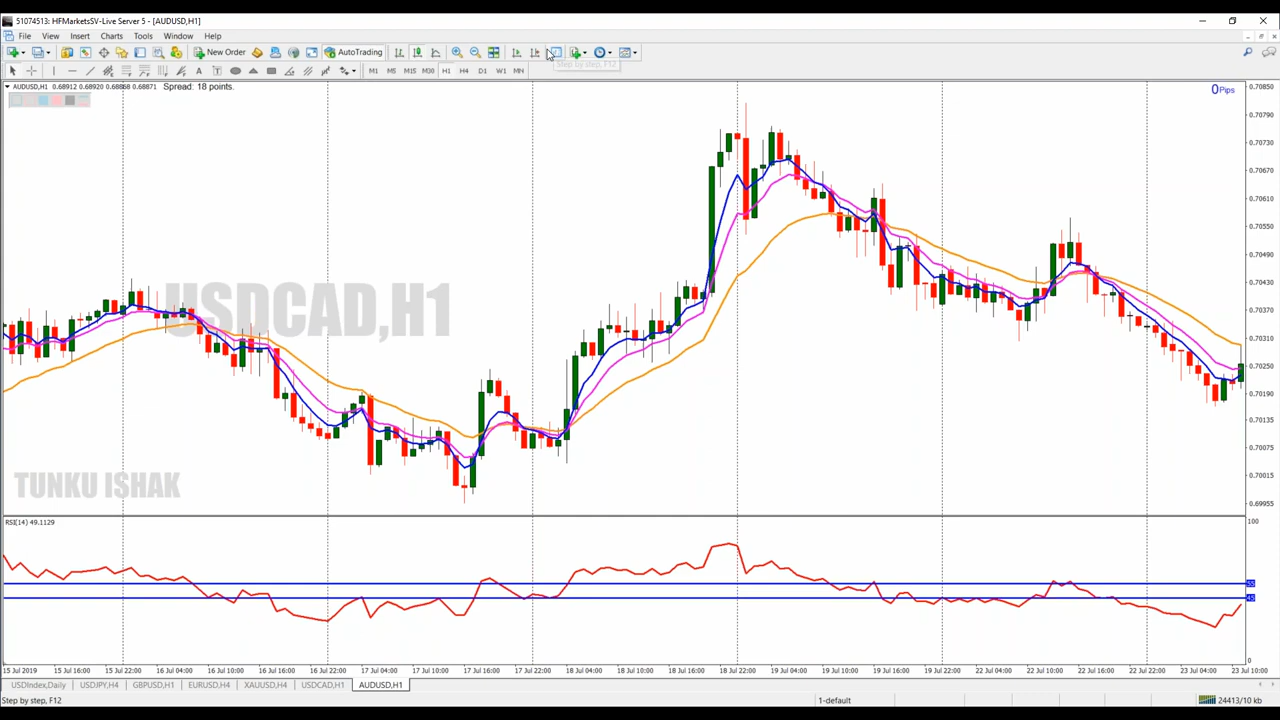 51074513: HFMarketsSV-Live Server 5 - [AUDUSD,H1]
File View Insert Charts Tools Window Help
New Order AutoTrading
Step by step, F12
A T M1 M5 M15 M30 H1 H4 D1 W1 MN
AUDUSD,H1 0.68912 0.68920 0.68868 0.68871 Spread: 18 points.
0Pips
0.70850
0.70790
0.70730
0.70670
0.70610
0.70550
0.70490
0.70430
0.70370
0.70310
0.70250
0.70190
0.70135
0.70075
0.70015
0.69955
TUNKU ISHAK
RSI(14) 49.1129
100
55
45
0
15 Jul 2019 15 Jul 16:00 15 Jul 22:00 16 Jul 04:00 16 Jul 10:00 16 Jul 16:00 16 Jul 22:00 17 Jul 04:00 17 Jul 10:00 17 Jul 16:00 17 Jul 22:00 18 Jul 04:00 18 Jul 10:00 18 Jul 16:00 18 Jul 22:00 19 Jul 04:00 19 Jul 10:00 19 Jul 16:00 19 Jul 22:00 22 Jul 04:00 22 Jul 10:00 22 Jul 16:00 22 Jul 22:00 23 Jul 04:00 23 Jul 10:00
USDIndex,Daily USDJPY,H4 GBPUSD,H1 EURUSD,H4 XAUUSD,H4 USDCAD,H1 AUDUSD,H1
Step by step, F12 1-default 24413/10 kb